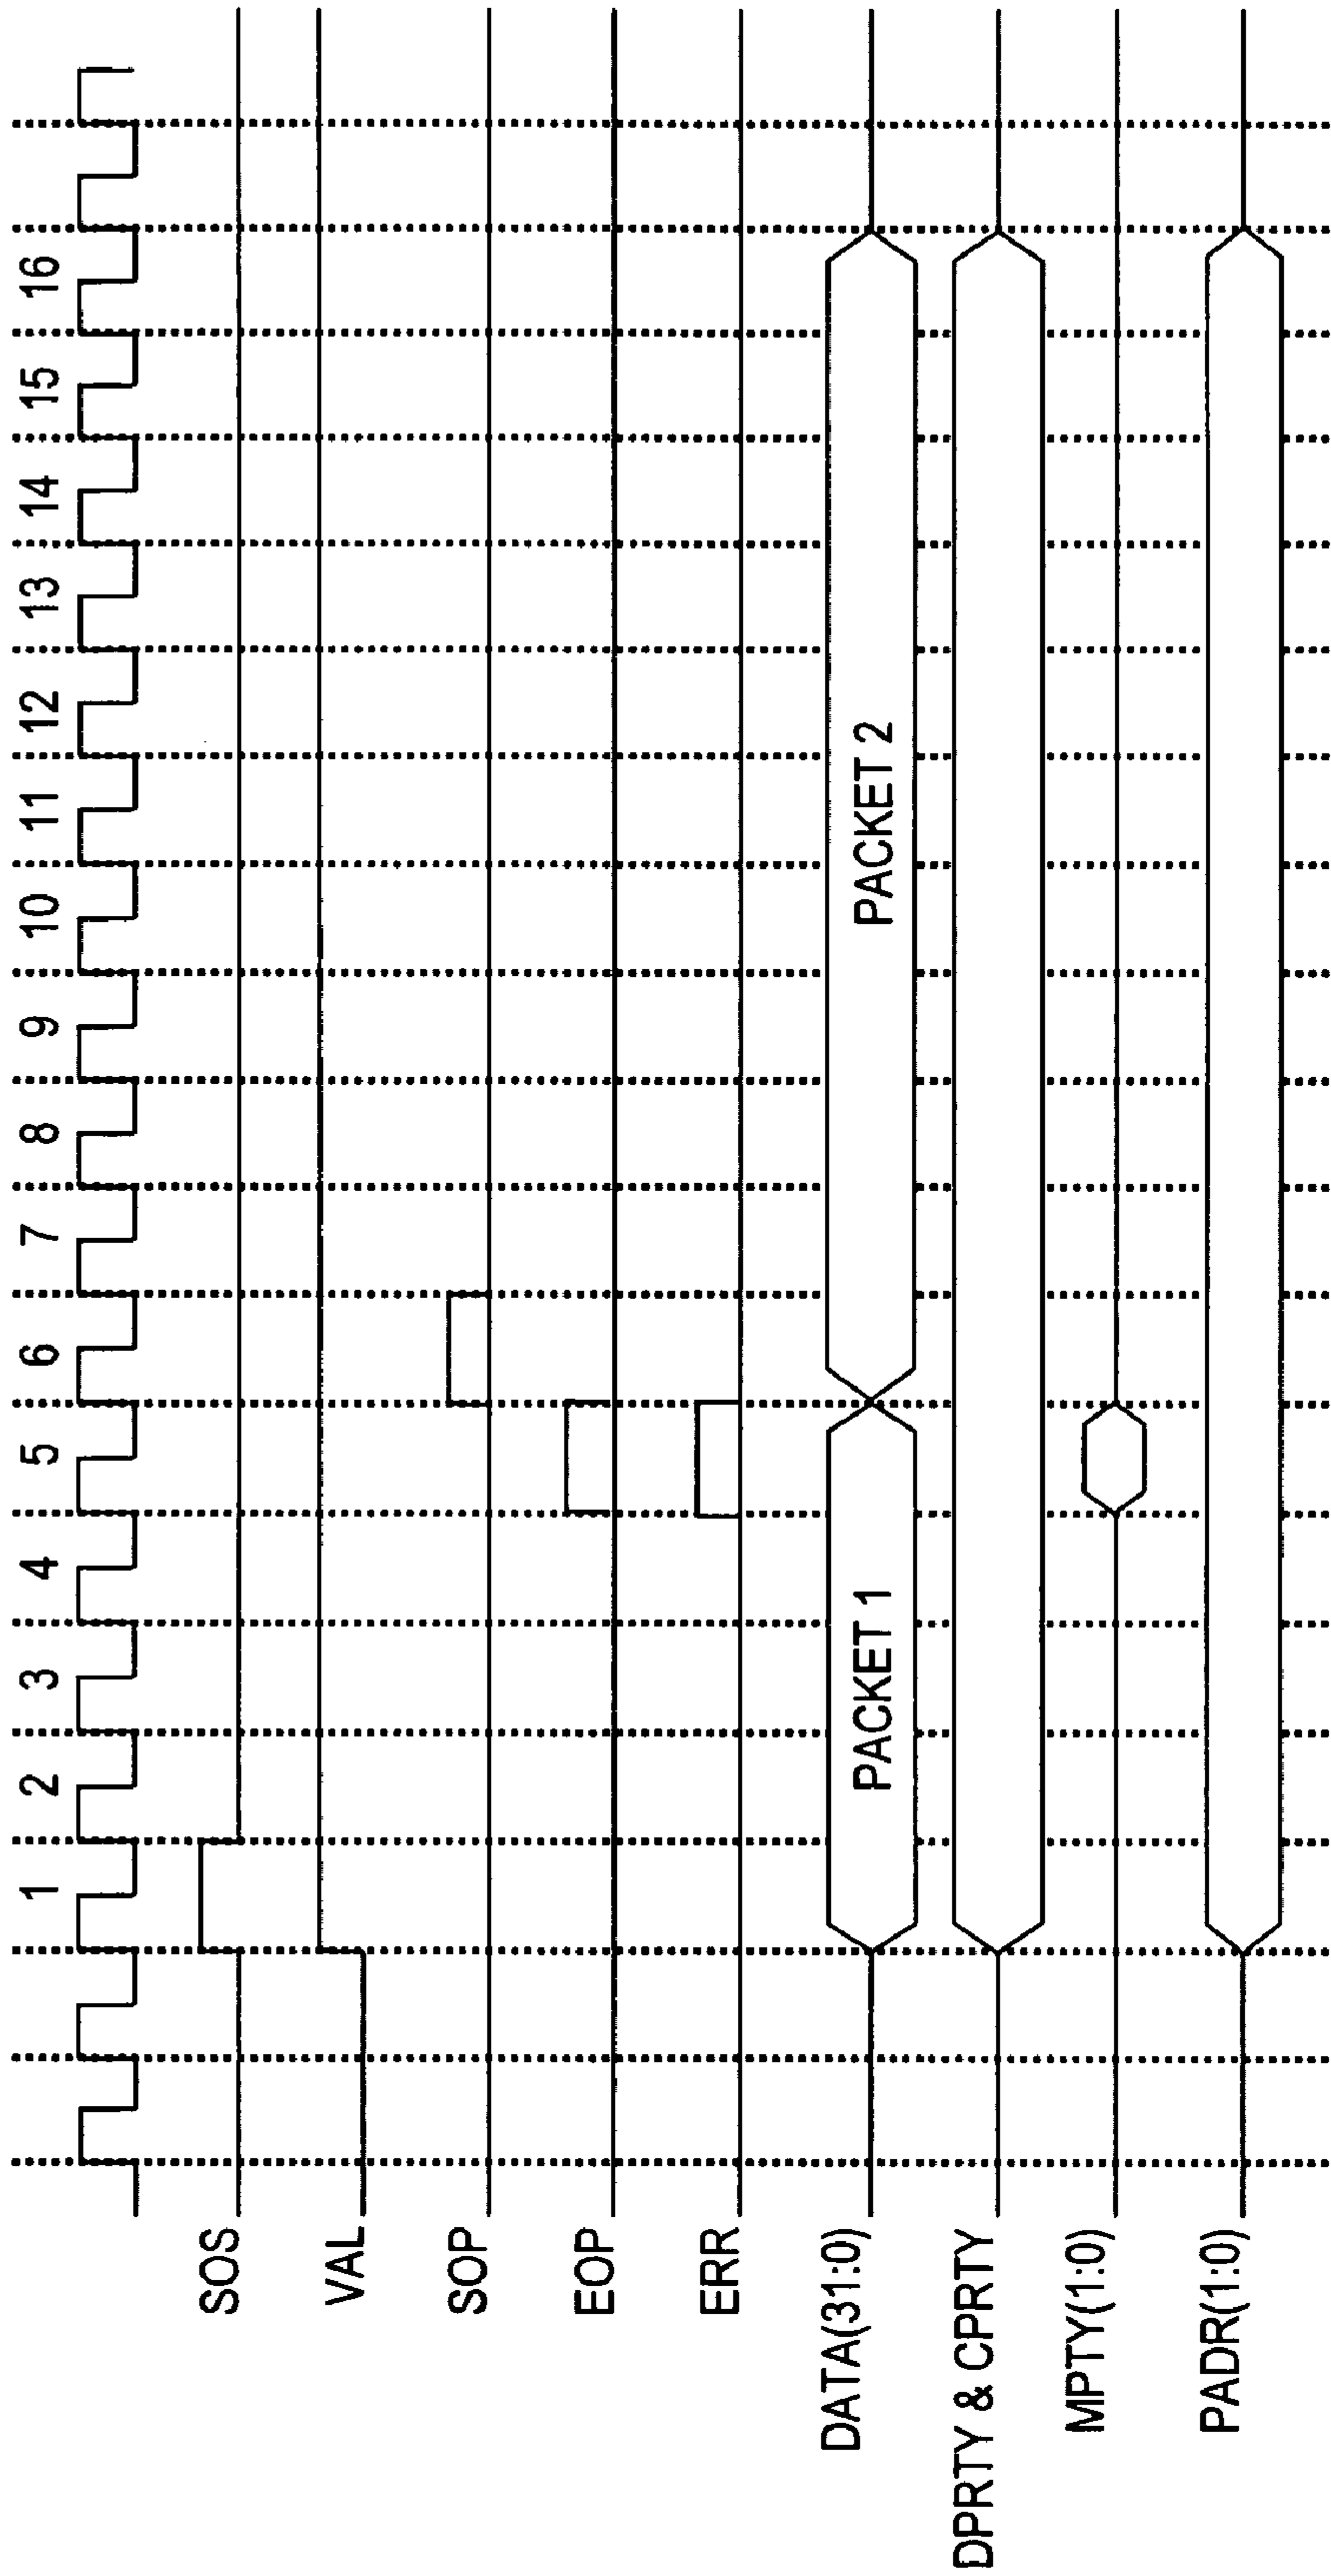 1 2 3 4 5 6 7 8 9 10 11 12 13 14 15 16
SOS
VAL
SOP
EOP
ERR
DATA(31:0)
PACKET 1 PACKET 2
DPRTY & CPRTY
MPTY(1:0)
PADR(1:0)